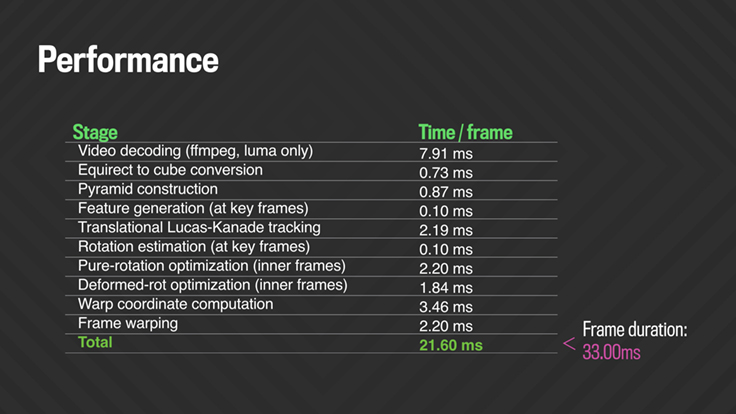 Performance
Stage Time / frame
Video decoding (ffmpeg, luma only) 7.91 ms
Equirect to cube conversion 0.73 ms
Pyramid construction 0.87 ms
Feature generation (at key frames) 0.10 ms
Translational Lucas-Kanade tracking 2.19 ms
Rotation estimation (at key frames) 0.10 ms
Pure-rotation optimization (inner frames) 2.20 ms
Deformed-rot optimization (inner frames) 1.84 ms
Warp coordinate computation 3.46 ms
Frame warping 2.20 ms
Total 21.60 ms
< Frame duration:
33.00ms